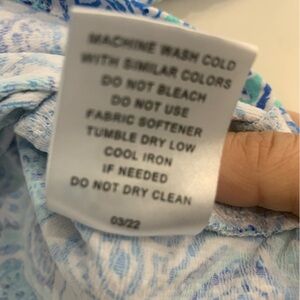 MACHINE WASH COLD
WITH SIMILAR COLORS
DO NOT BLEACH
DO NOT USE
FABRIC SOFTENER
TUMBLE DRY LOW
COOL IRON
IF NEEDED
DO NOT DRY CLEAN
03/22